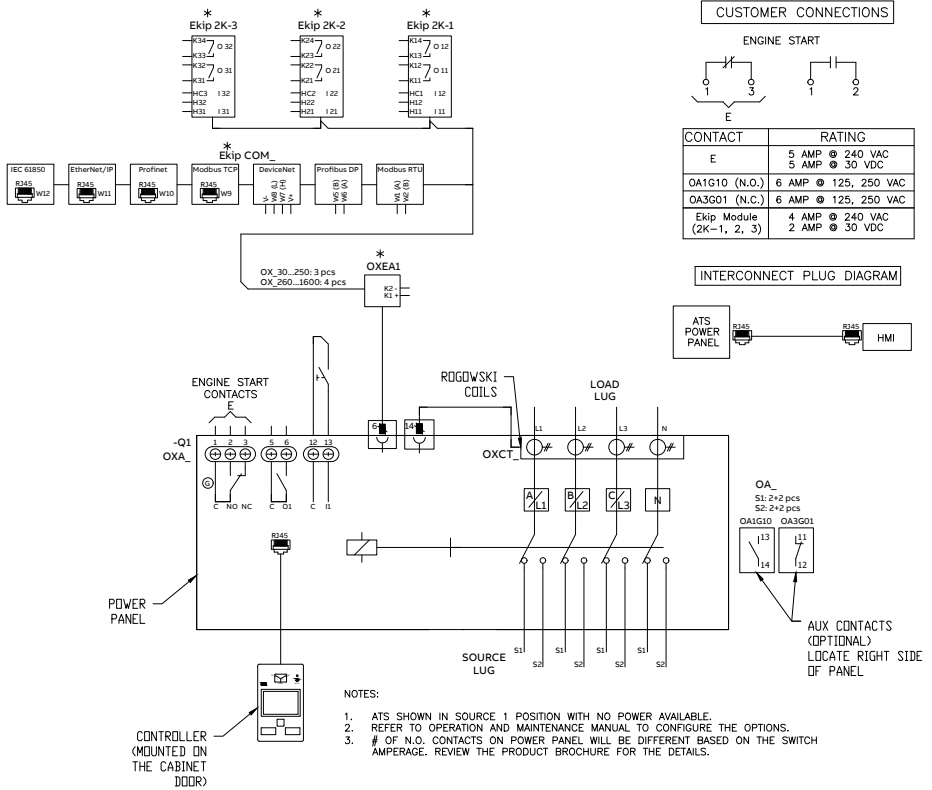 *
Ekip 2K-3
K34
O 32
K33
K32
O 31
K31
HC3 I 32
H32
H31 I 31
*
Ekip 2K-2
K24
O 22
K23
K22
O 21
K21
HC2 I 22
H22
H21 I 21
*
Ekip 2K-1
K14
O 12
K13
K12
O 11
K11
HC1 I 12
H12
H11 I 11
CUSTOMER CONNECTIONS
ENGINE START
1 3
1 2
E
CONTACT RATING
E 5 AMP @ 240 VAC
5 AMP @ 30 VDC
OA1G10 (N.O.) 6 AMP @ 125, 250 VAC
OA3G01 (N.C.) 6 AMP @ 125, 250 VAC
Ekip Module
(2K-1, 2, 3)
4 AMP @ 240 VAC
2 AMP @ 30 VDC
*
Ekip COM_
IEC 61850
RJ45
W12
EtherNet/IP
RJ45
W11
Profinet
RJ45
W10
Modbus TCP
RJ45
W9
DeviceNet
V-
W8 (L)
W7 (H)
V+
Profibus DP
W5 (B)
W6 (A)
Modbus RTU
W1 (A)
W2 (B)
OX_30...250: 3 pcs
OX_260...1600: 4 pcs
*
OXEA1
K2 -
K1 +
INTERCONNECT PLUG DIAGRAM
ATS
POWER
PANEL
RJ45
RJ45
HMI
ENGINE START
CONTACTS
E
ROGOWSKI
COILS
LOAD
LUG
-Q1
OXA_
1 2 3
5 6
12 13
6
14
OXCT_
L1 L2 L3 N
G
C NO NC
C O1
C I1
A/L1
B/L2
C/L3
N
RJ45
OA_
S1: 2+2 pcs
S2: 2+2 pcs
OA1G10
13
14
OA3G01
11
12
POWER
PANEL
AUX CONTACTS
(OPTIONAL)
LOCATE RIGHT SIDE
OF PANEL
SOURCE
LUG
S1 S2 S1 S2 S1 S2 S1 S2
CONTROLLER
(MOUNTED ON
THE CABINET
DOOR)
NOTES:
1. ATS SHOWN IN SOURCE 1 POSITION WITH NO POWER AVAILABLE.
2. REFER TO OPERATION AND MAINTENANCE MANUAL TO CONFIGURE THE OPTIONS.
3. # OF N.O. CONTACTS ON POWER PANEL WILL BE DIFFERENT BASED ON THE SWITCH
AMPERAGE. REVIEW THE PRODUCT BROCHURE FOR THE DETAILS.